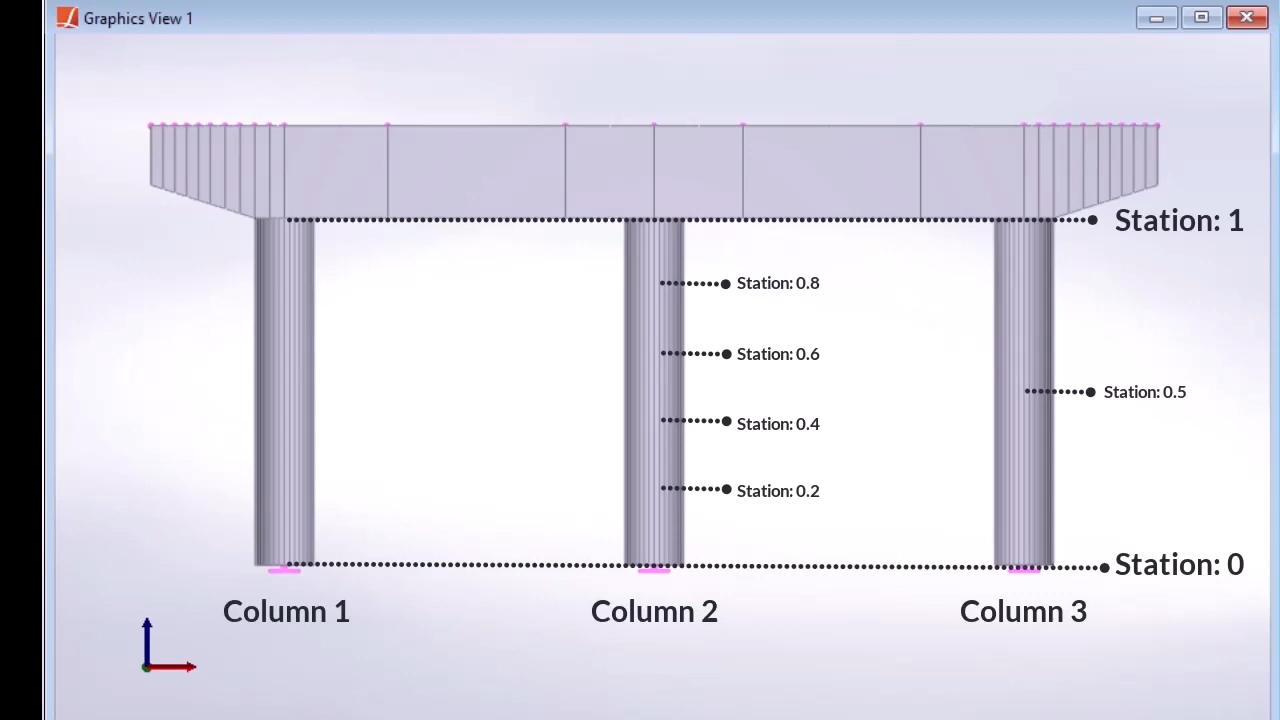 Graphics View 1
Station: 1
Station: 0.8
Station: 0.6
Station: 0.5
Station: 0.4
Station: 0.2
Station: 0
Column 1
Column 2
Column 3